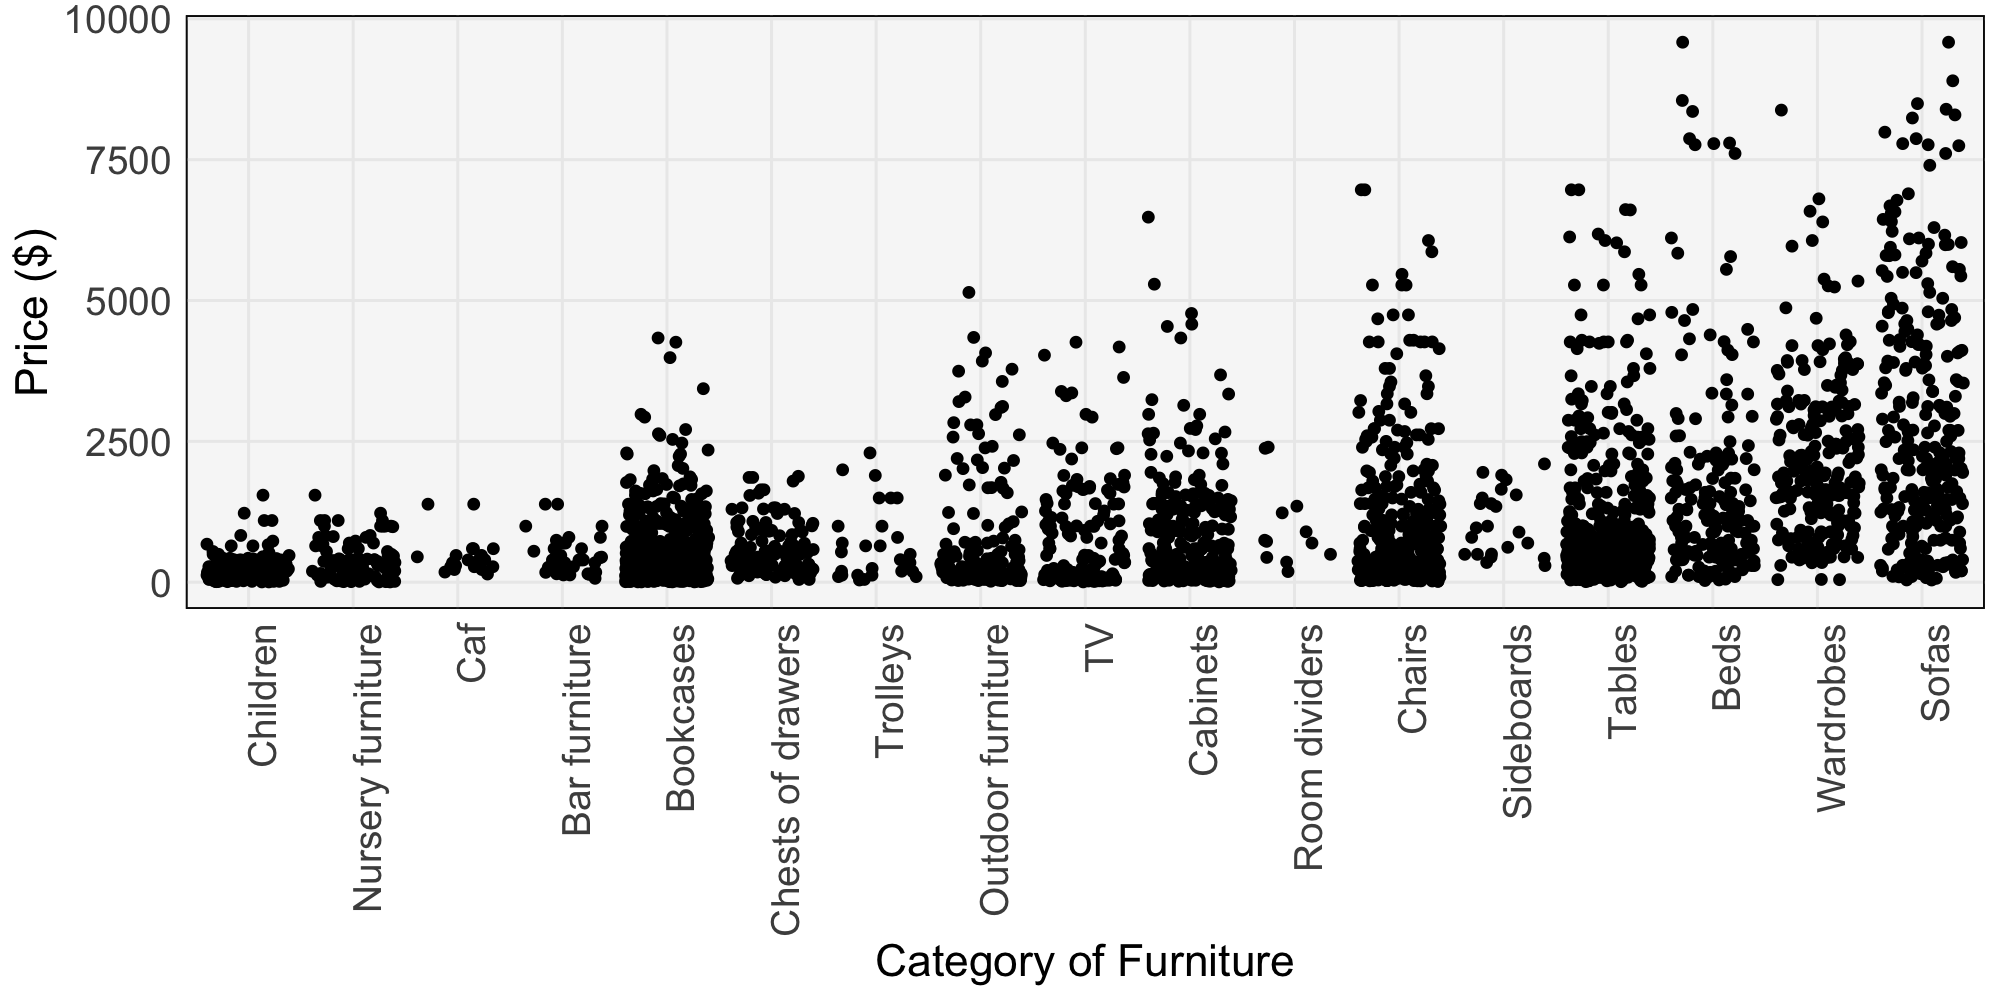 10000
7500
5000
2500
0
Price ($)
Children
Nursery furniture
Caf
Bar furniture
Bookcases
Chests of drawers
Trolleys
Outdoor furniture
TV
Cabinets
Room dividers
Chairs
Sideboards
Tables
Beds
Wardrobes
Sofas
Category of Furniture